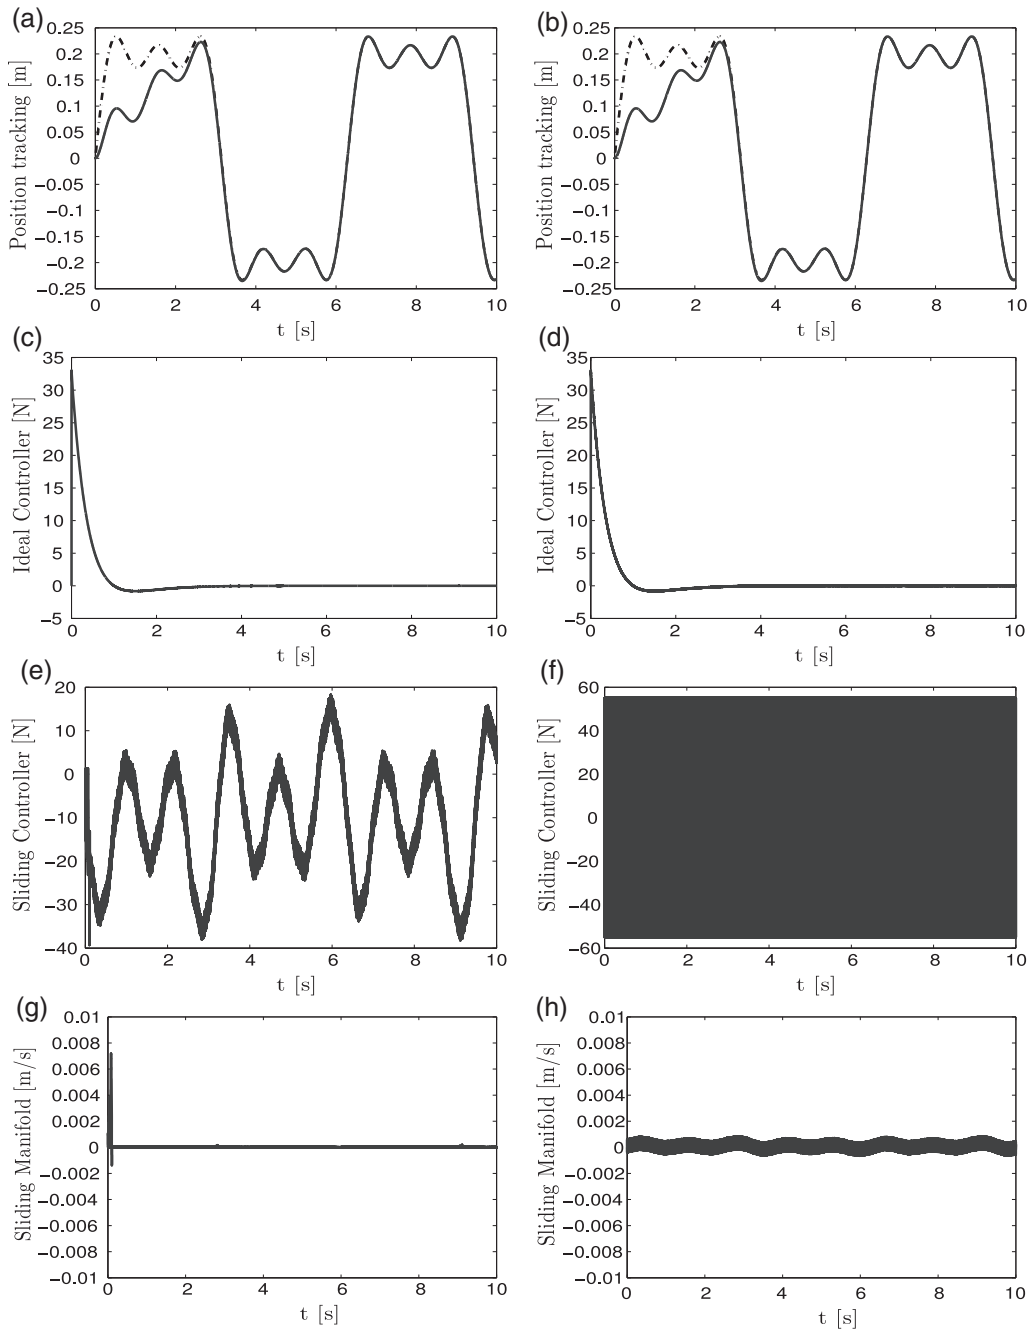 (a)
0.25
0.2
0.15
0.1
0.05
0
−0.05
−0.1
−0.15
−0.2
−0.25
0 2 4 6 8 10
Position tracking [m]
t [s]
(b)
0.25
0.2
0.15
0.1
0.05
0
−0.05
−0.1
−0.15
−0.2
−0.25
0 2 4 6 8 10
Position tracking [m]
t [s]
(c)
35
30
25
20
15
10
5
0
−5
0 2 4 6 8 10
Ideal Controller [N]
t [s]
(d)
35
30
25
20
15
10
5
0
−5
0 2 4 6 8 10
Ideal Controller [N]
t [s]
(e)
20
10
0
−10
−20
−30
−40
0 2 4 6 8 10
Sliding Controller [N]
t [s]
(f)
60
40
20
0
−20
−40
−60
0 2 4 6 8 10
Sliding Controller [N]
t [s]
(g)
0.01
0.008
0.006
0.004
0.002
0
−0.002
−0.004
−0.006
−0.008
−0.01
0 2 4 6 8 10
Sliding Manifold [m/s]
t [s]
(h)
0.01
0.008
0.006
0.004
0.002
0
−0.002
−0.004
−0.006
−0.008
−0.01
0 2 4 6 8 10
Sliding Manifold [m/s]
t [s]